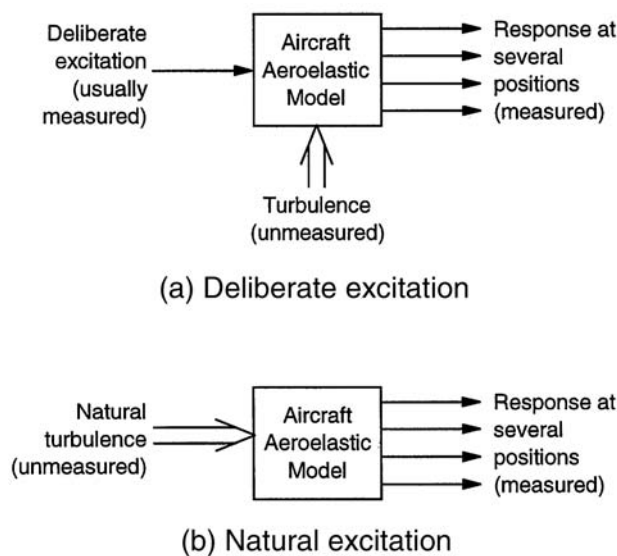 Deliberate
excitation
(usually
measured)
Aircraft
Aeroelastic
Model
Response at
several
positions
(measured)
Turbulence
(unmeasured)
(a) Deliberate excitation
Natural
turbulence
(unmeasured)
Aircraft
Aeroelastic
Model
Response at
several
positions
(measured)
(b) Natural excitation